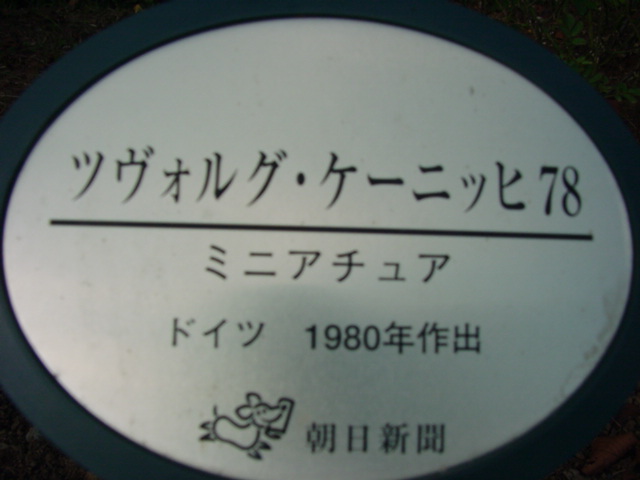 ツヴォルグ・ケーニッヒ78
ミニアチュア
ドイツ 1980年作出
朝日新聞